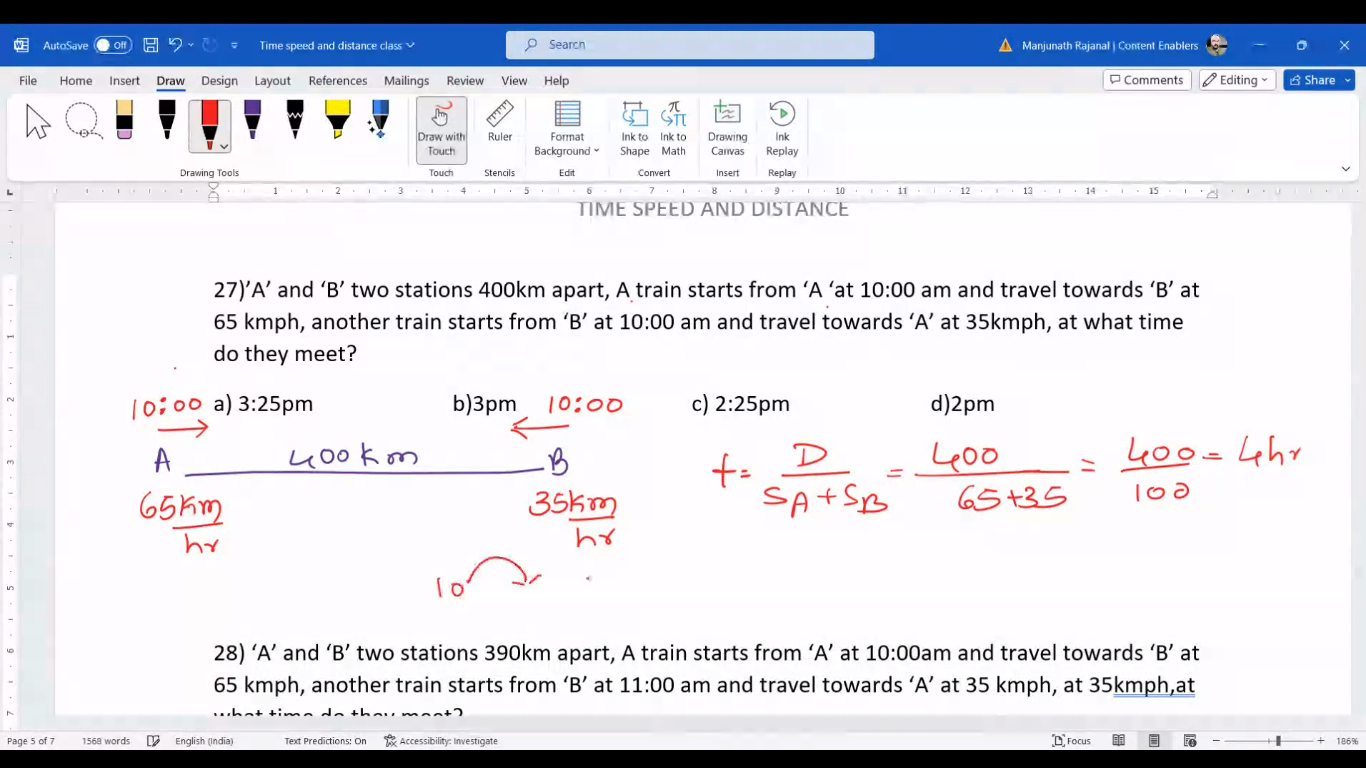 AutoSave Off Time speed and distance class Search Manjunath Rajanal | Content Enablers
File Home Insert Draw Design Layout References Mailings Review View Help Comments Editing Share
Draw with Touch Ruler Format Background Ink to Shape Ink to Math Drawing Canvas Ink Replay
Drawing Tools Touch Stencils Edit Convert Insert Replay
1 2 3 4 5 6 7 8 9 10 11 12 13 14 15
TIME SPEED AND DISTANCE
27)'A' and 'B' two stations 400km apart, A train starts from 'A 'at 10:00 am and travel towards 'B' at
65 kmph, another train starts from 'B' at 10:00 am and travel towards 'A' at 35kmph, at what time
do they meet?
10:00 a) 3:25pm b)3pm 10:00 c) 2:25pm d)2pm
A 400km B
65km/hr 35km/hr
t = D/SA+SB = 400/65+35 = 400/100 = 4hr
10
28) 'A' and 'B' two stations 390km apart, A train starts from 'A' at 10:00am and travel towards 'B' at
65 kmph, another train starts from 'B' at 11:00 am and travel towards 'A' at 35 kmph, at 35kmph,at
what time do they meet?
Page 5 of 7 1568 words English (India) Text Predictions: On Accessibility: Investigate Focus 186%